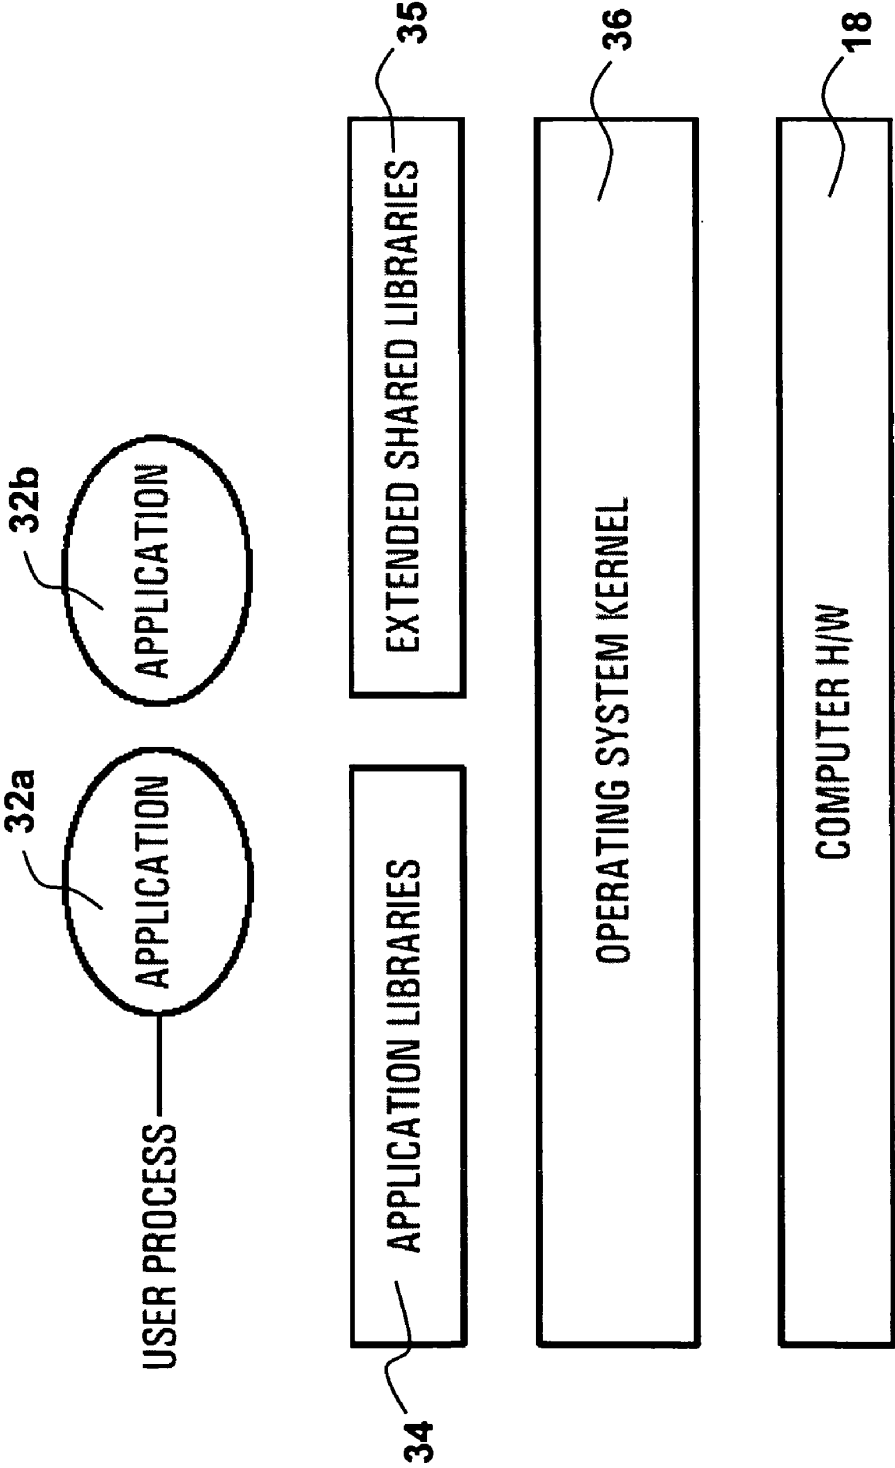 32a
32b
USER PROCESS
APPLICATION
APPLICATION
35
34
APPLICATION LIBRARIES
EXTENDED SHARED LIBRARIES
36
OPERATING SYSTEM KERNEL
18
COMPUTER H/W